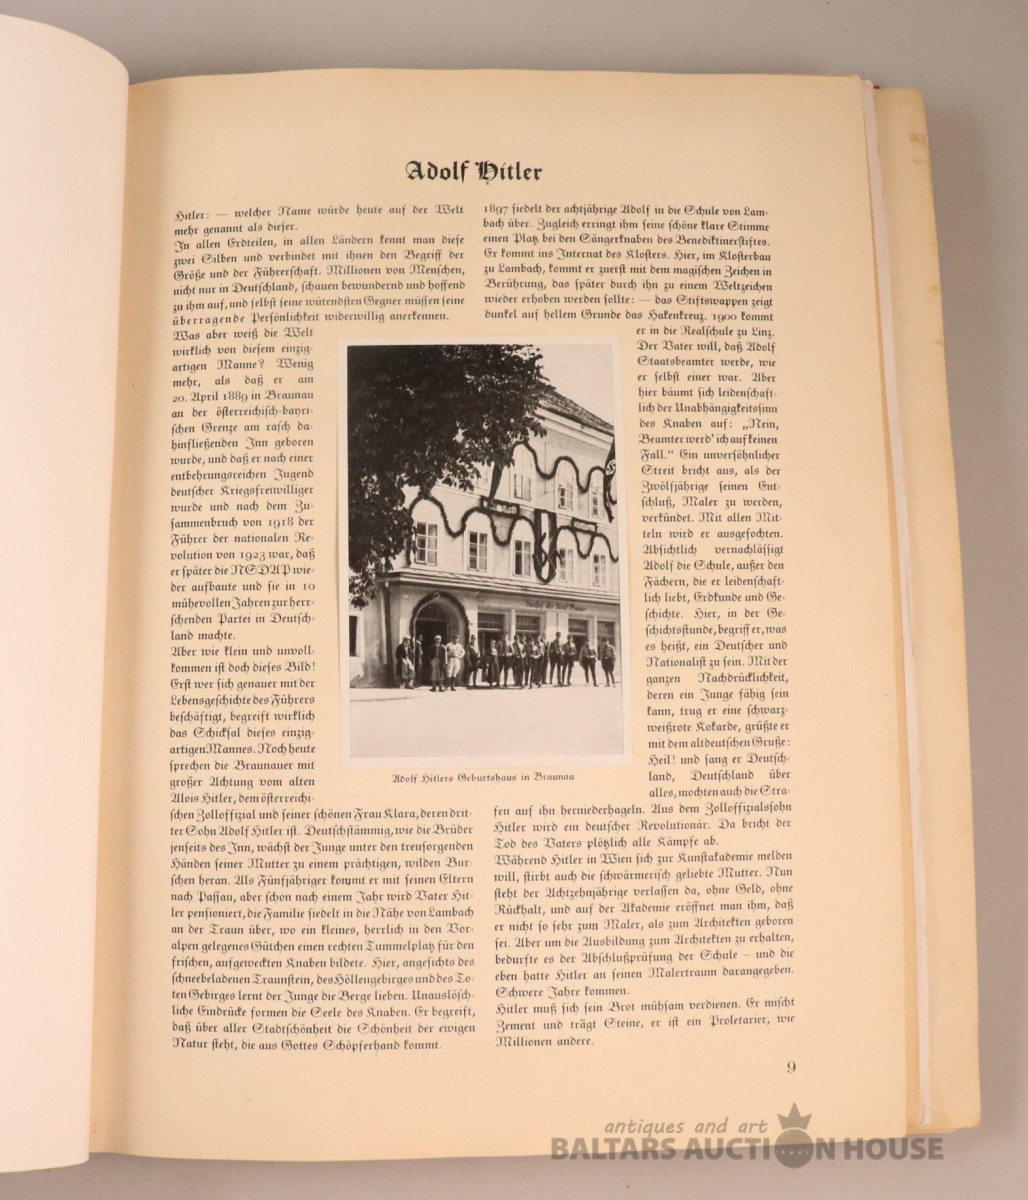 Adolf Hitler
Hitler: — welcher Name würde heute auf der Welt
mehr genannt als dieser.
In allen Erdteilen, in allen Ländern kennt man diese
zwei Silben und verbindet mit ihnen den Begriff der
Größe und der Führerschaft. Millionen von Menschen,
nicht nur in Deutschland, schauen bewundernd und hoffend
zu ihm auf, und selbst seine wütendsten Gegner müssen seine
überragende Persönlichkeit widerwillig anerkennen.
Was aber weiß die Welt
wirklich von diesem einzig-
artigen Manne? Wenig
mehr, als daß er am
20. April 1889 in Braunau
an der österreichisch-bayri-
schen Grenze am rasch da-
hinfließenden Inn geboren
wurde, und daß er nach einer
entbehrungsreichen Jugend
deutscher Kriegsfreiwilliger
wurde und nach dem Zu-
sammenbruch von 1918 der
Führer der nationalen Re-
volution von 1923 war, daß
er später die NSDAP wie-
der aufbaute und sie in 10
mühevollen Jahren zur herr-
schenden Partei in Deutsch-
land machte.
Aber wie klein und unvoll-
kommen ist doch dieses Bild!
Erst wer sich genauer mit der
Lebensgeschichte des Führers
beschäftigt, begreift wirklich
das Schicksal dieses einzig-
artigen Mannes. Noch heute
sprechen die Braunauer mit
großer Achtung vom alten
Alois Hitler, dem österreichi-
schen Zolloffizial und seiner schönen Frau Klara, deren drit-
ter Sohn Adolf Hitler ist. Deutschstämmig, wie die Brüder
jenseits des Inn, wächst der Junge unter den treusorgenden
Händen seiner Mutter zu einem prächtigen, wilden Bur-
schen heran. Als Fünfjähriger kommt er mit seinen Eltern
nach Passau, aber schon nach einem Jahr wird Vater Hit-
ler pensioniert, die Familie siedelt in die Nähe von Lambach
an der Traun über, wo ein kleines, herrlich in den Vor-
alpen gelegenes Gütchen einen rechten Tummelplatz für den
frischen, aufgeweckten Knaben bildete. Hier, angesichts des
schneebeladenen Traunstein, des Höllengebirges und des To-
ten Gebirges lernt der Junge die Berge lieben. Unauslösch-
liche Eindrücke formen die Seele des Knaben. Er begreift,
daß über aller Stadtschönheit die Schönheit der ewigen
Natur steht, die aus Gottes Schöpferhand kommt.
1897 siedelt der achtjährige Adolf in die Schule von Lam-
bach über. Zugleich erringt ihm seine schöne klare Stimme
einen Platz bei den Sängerknaben des Benediktinerstiftes.
Er kommt ins Internat des Klosters. Hier, im Klosterbau
zu Lambach, kommt er zuerst mit dem magischen Zeichen in
Berührung, das später durch ihn zu einem Weltzeichen
wieder erhoben werden sollte: — das Stiftswappen zeigt
dunkel auf hellem Grunde das Hakenkreuz. 1900 kommt
er in die Realschule zu Linz.
Der Vater will, daß Adolf
Staatsbeamter werde, wie
er selbst einer war. Aber
hier bäumt sich leidenschaft-
lich der Unabhängigkeitssinn
des Knaben auf: „Nein,
Beamter werd' ich auf keinen
Fall.“ Ein unversöhnlicher
Streit bricht aus, als der
Zwölfjährige seinen Ent-
schluß, Maler zu werden,
verkündet. Mit allen Mit-
teln wird er ausgefochten.
Absichtlich vernachlässigt
Adolf die Schule, außer den
Fächern, die er leidenschaft-
lich liebt, Erdkunde und Ge-
schichte. Hier, in der Ge-
schichtsstunde, begriff er, was
es heißt, ein Deutscher und
Nationalist zu sein. Mit der
ganzen Nachdrücklichkeit,
deren ein Junge fähig sein
kann, trug er eine schwarz-
weißrote Kokarde, grüßte er
mit dem altdeutschen Gruße:
Heil! und sang er Deutsch-
land, Deutschland über
alles, mochten auch die Stra-
fen auf ihn herniederhageln. Aus dem Zolloffizialssohn
Hitler wird ein deutscher Revolutionär. Da bricht der
Tod des Vaters plötzlich alle Kämpfe ab.
Während Hitler in Wien sich zur Kunstakademie melden
will, stirbt auch die schwärmerisch geliebte Mutter. Nun
steht der Achtzehnjährige verlassen da, ohne Geld, ohne
Rückhalt, und auf der Akademie eröffnet man ihm, daß
er nicht so sehr zum Maler, als zum Architekten geboren
sei. Aber um die Ausbildung zum Architekten zu erhalten,
bedurfte es der Abschlußprüfung der Schule – und die
eben hatte Hitler an seinen Malertraum darangegeben.
Schwere Jahre kommen.
Hitler muß sich sein Brot mühsam verdienen. Er mischt
Zement und trägt Steine, er ist ein Proletarier, wie
Millionen andere.
Adolf Hitlers Geburtshaus in Braunau
9
antiques and art
BALTARS AUCTION HOUSE